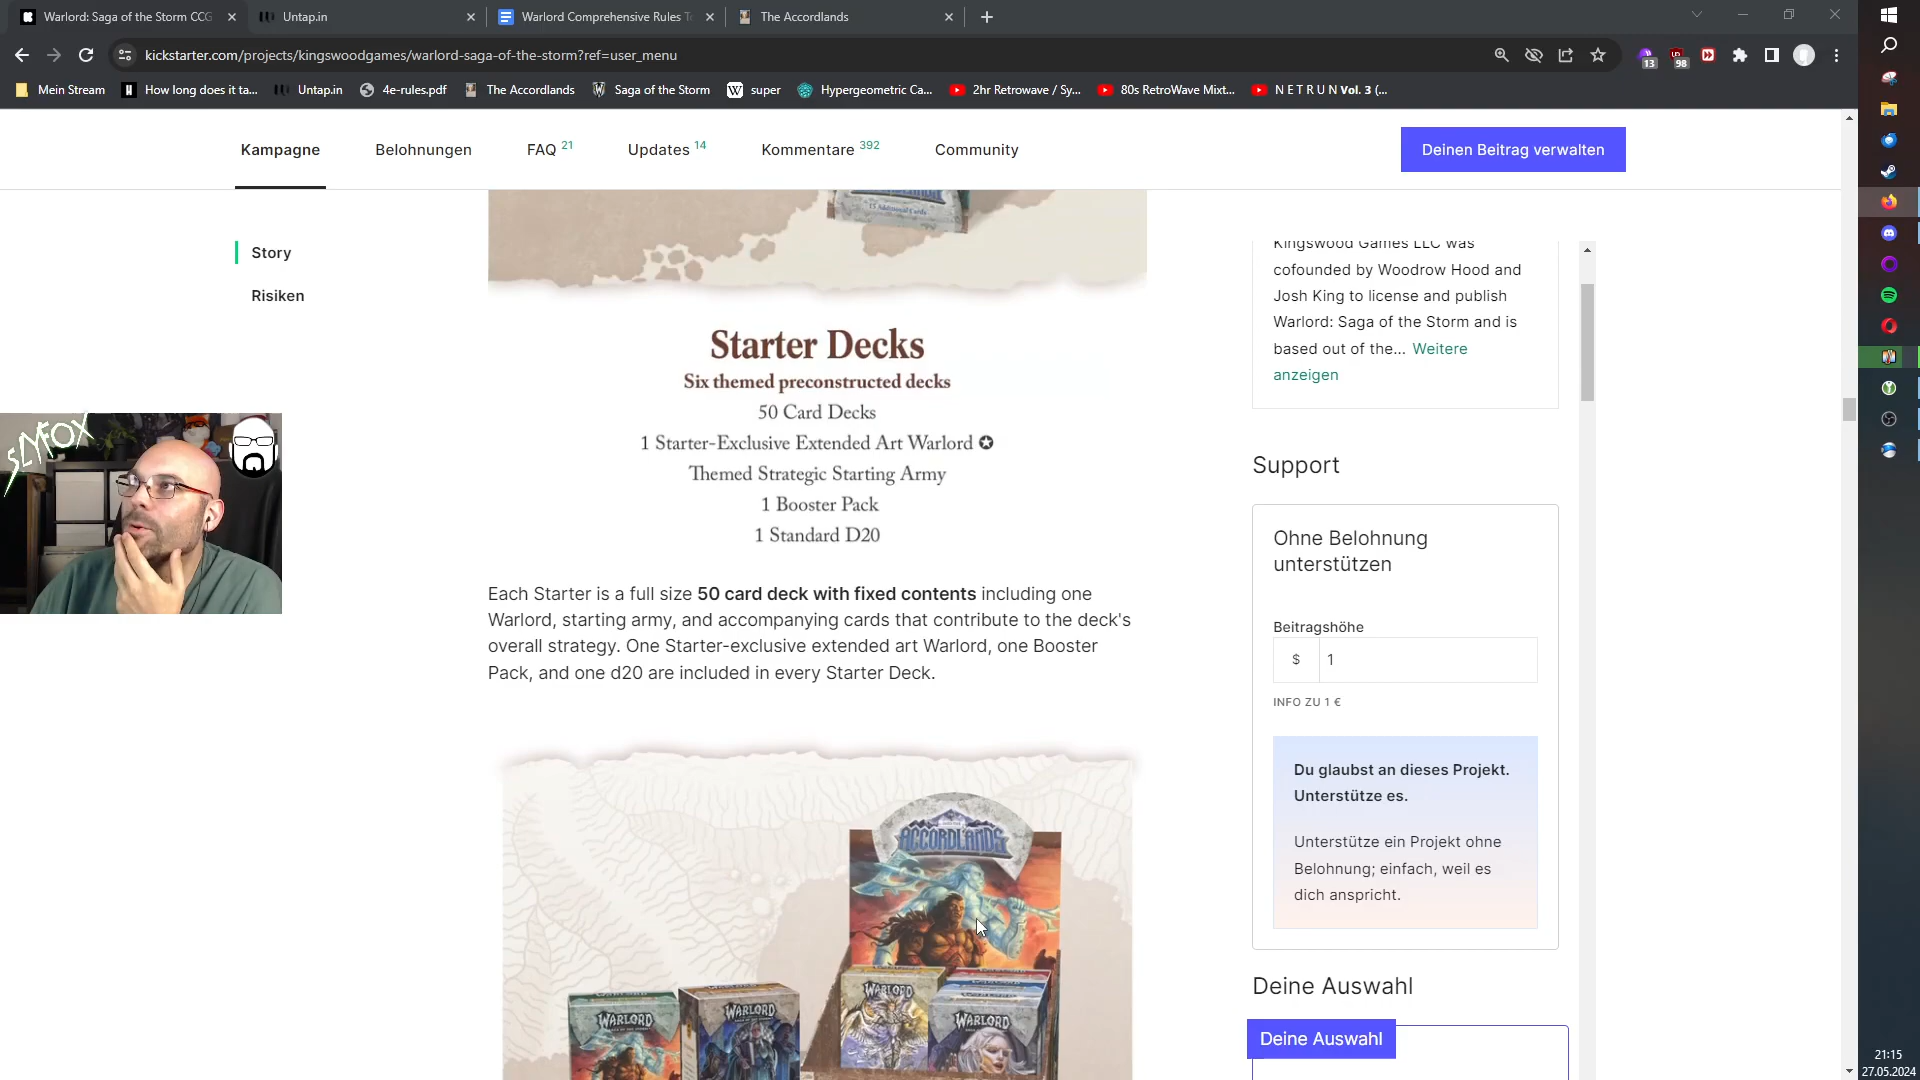 Warlord: Saga of the Storm CCG
Untap.in
Warlord Comprehensive Rules To
The Accordlands
kickstarter.com/projects/kingswoodgames/warlord-saga-of-the-storm?ref=user_menu
13
98
Mein Stream
How long does it ta...
Untap.in
4e-rules.pdf
The Accordlands
Saga of the Storm
super
Hypergeometric Ca...
2hr Retrowave / Sy...
80s RetroWave Mixt...
N E T R U N Vol. 3 (...
Kampagne
Belohnungen
FAQ 21
Updates 14
Kommentare 392
Community
Deinen Beitrag verwalten
Story
Risiken
15 Additional Cards
Starter Decks
Six themed preconstructed decks
50 Card Decks
1 Starter-Exclusive Extended Art Warlord
Themed Strategic Starting Army
1 Booster Pack
1 Standard D20
Each Starter is a full size 50 card deck with fixed contents including one
Warlord, starting army, and accompanying cards that contribute to the deck's
overall strategy. One Starter-exclusive extended art Warlord, one Booster
Pack, and one d20 are included in every Starter Deck.
ACCORDLANDS
WARLORD
WARLORD
WARLORD
WARLORD
SLYFOX
Kingswood Games LLC was
cofounded by Woodrow Hood and
Josh King to license and publish
Warlord: Saga of the Storm and is
based out of the... Weitere
anzeigen
Support
Ohne Belohnung
unterstützen
Beitragshöhe
$ 1
INFO ZU 1 €
Du glaubst an dieses Projekt.
Unterstütze es.
Unterstütze ein Projekt ohne
Belohnung; einfach, weil es
dich anspricht.
Deine Auswahl
Deine Auswahl
21:15
27.05.2024